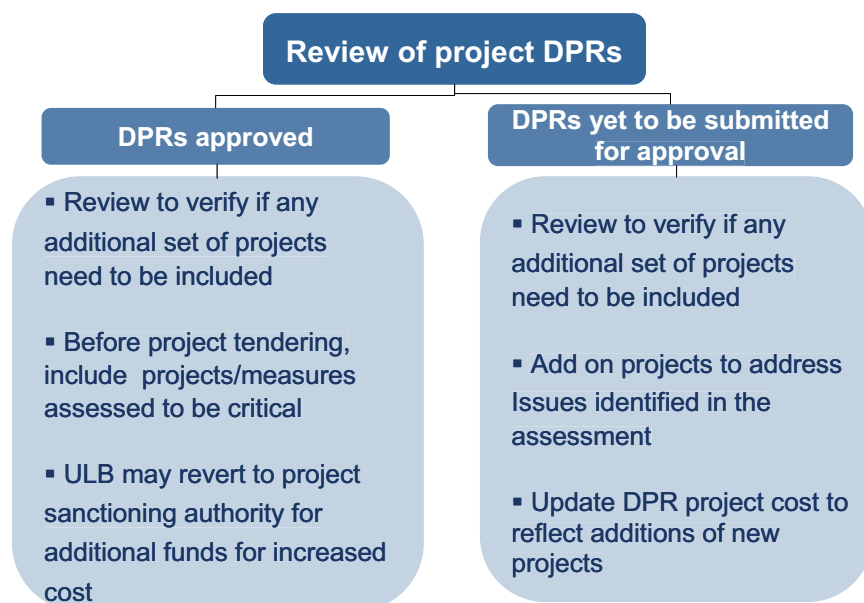 Review of project DPRs
DPRs approved
▪ Review to verify if any
additional set of projects
need to be included
▪ Before project tendering,
include projects/measures
assessed to be critical
▪ ULB may revert to project
sanctioning authority for
additional funds for increased
cost
DPRs yet to be submitted
for approval
▪ Review to verify if any
additional set of projects
need to be included
▪ Add on projects to address
Issues identified in the
assessment
▪ Update DPR project cost to
reflect additions of new
projects